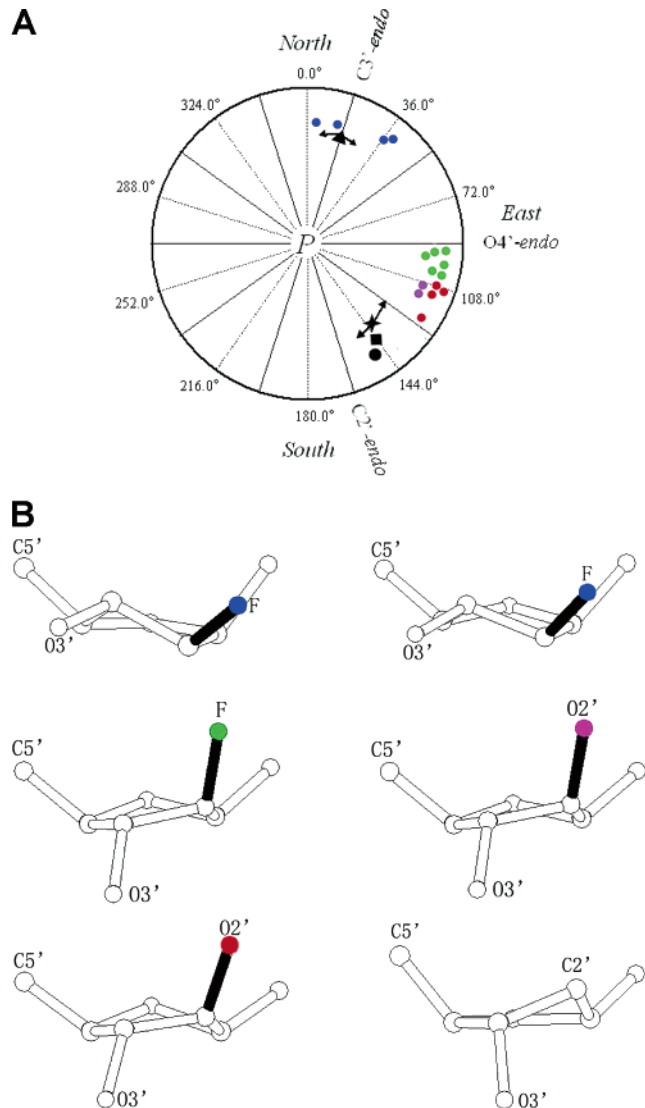 A
North
C3'-endo
0.0°
324.0°
36.0°
288.0°
72.0°
East
O4'-endo
P
252.0°
108.0°
216.0°
144.0°
180.0°
C2'-endo
South
B
C5'
F
O3'
F
O3'
F
C5'
O3'
O2'
C5'
O3'
O2'
C5'
O3'
C5'
C2'
O3'